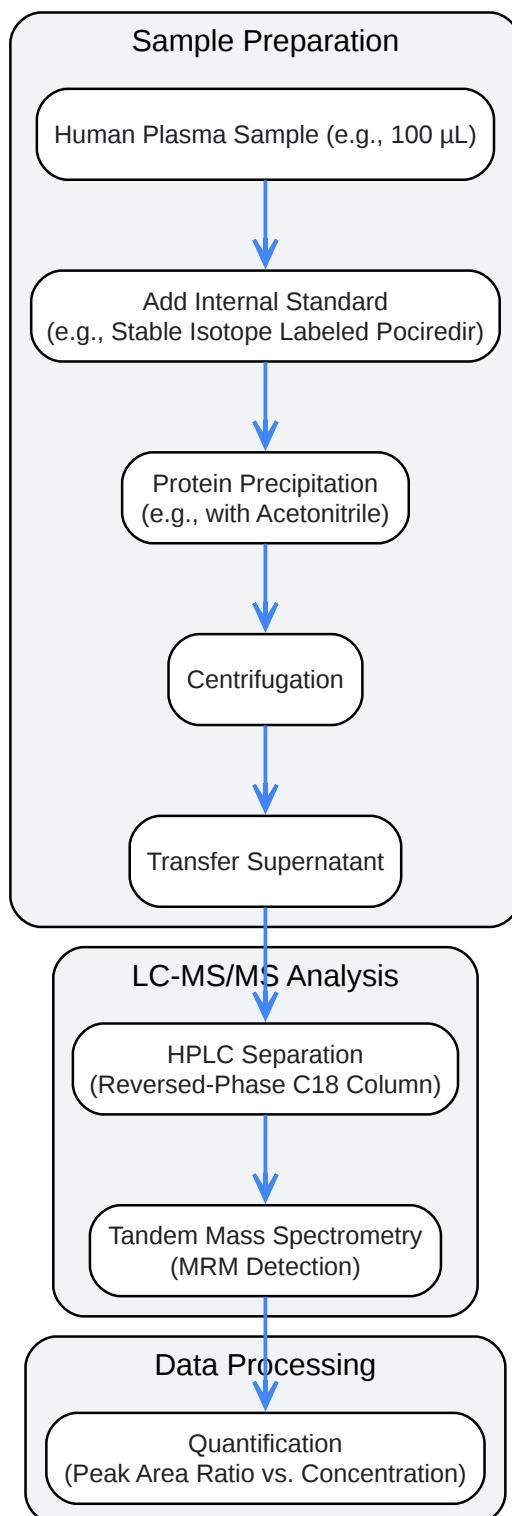 Sample Preparation
Human Plasma Sample (e.g., 100 µL)
Add Internal Standard
(e.g., Stable Isotope Labeled Pociredir)
Protein Precipitation
(e.g., with Acetonitrile)
Centrifugation
Transfer Supernatant
LC-MS/MS Analysis
HPLC Separation
(Reversed-Phase C18 Column)
Tandem Mass Spectrometry
(MRM Detection)
Data Processing
Quantification
(Peak Area Ratio vs. Concentration)